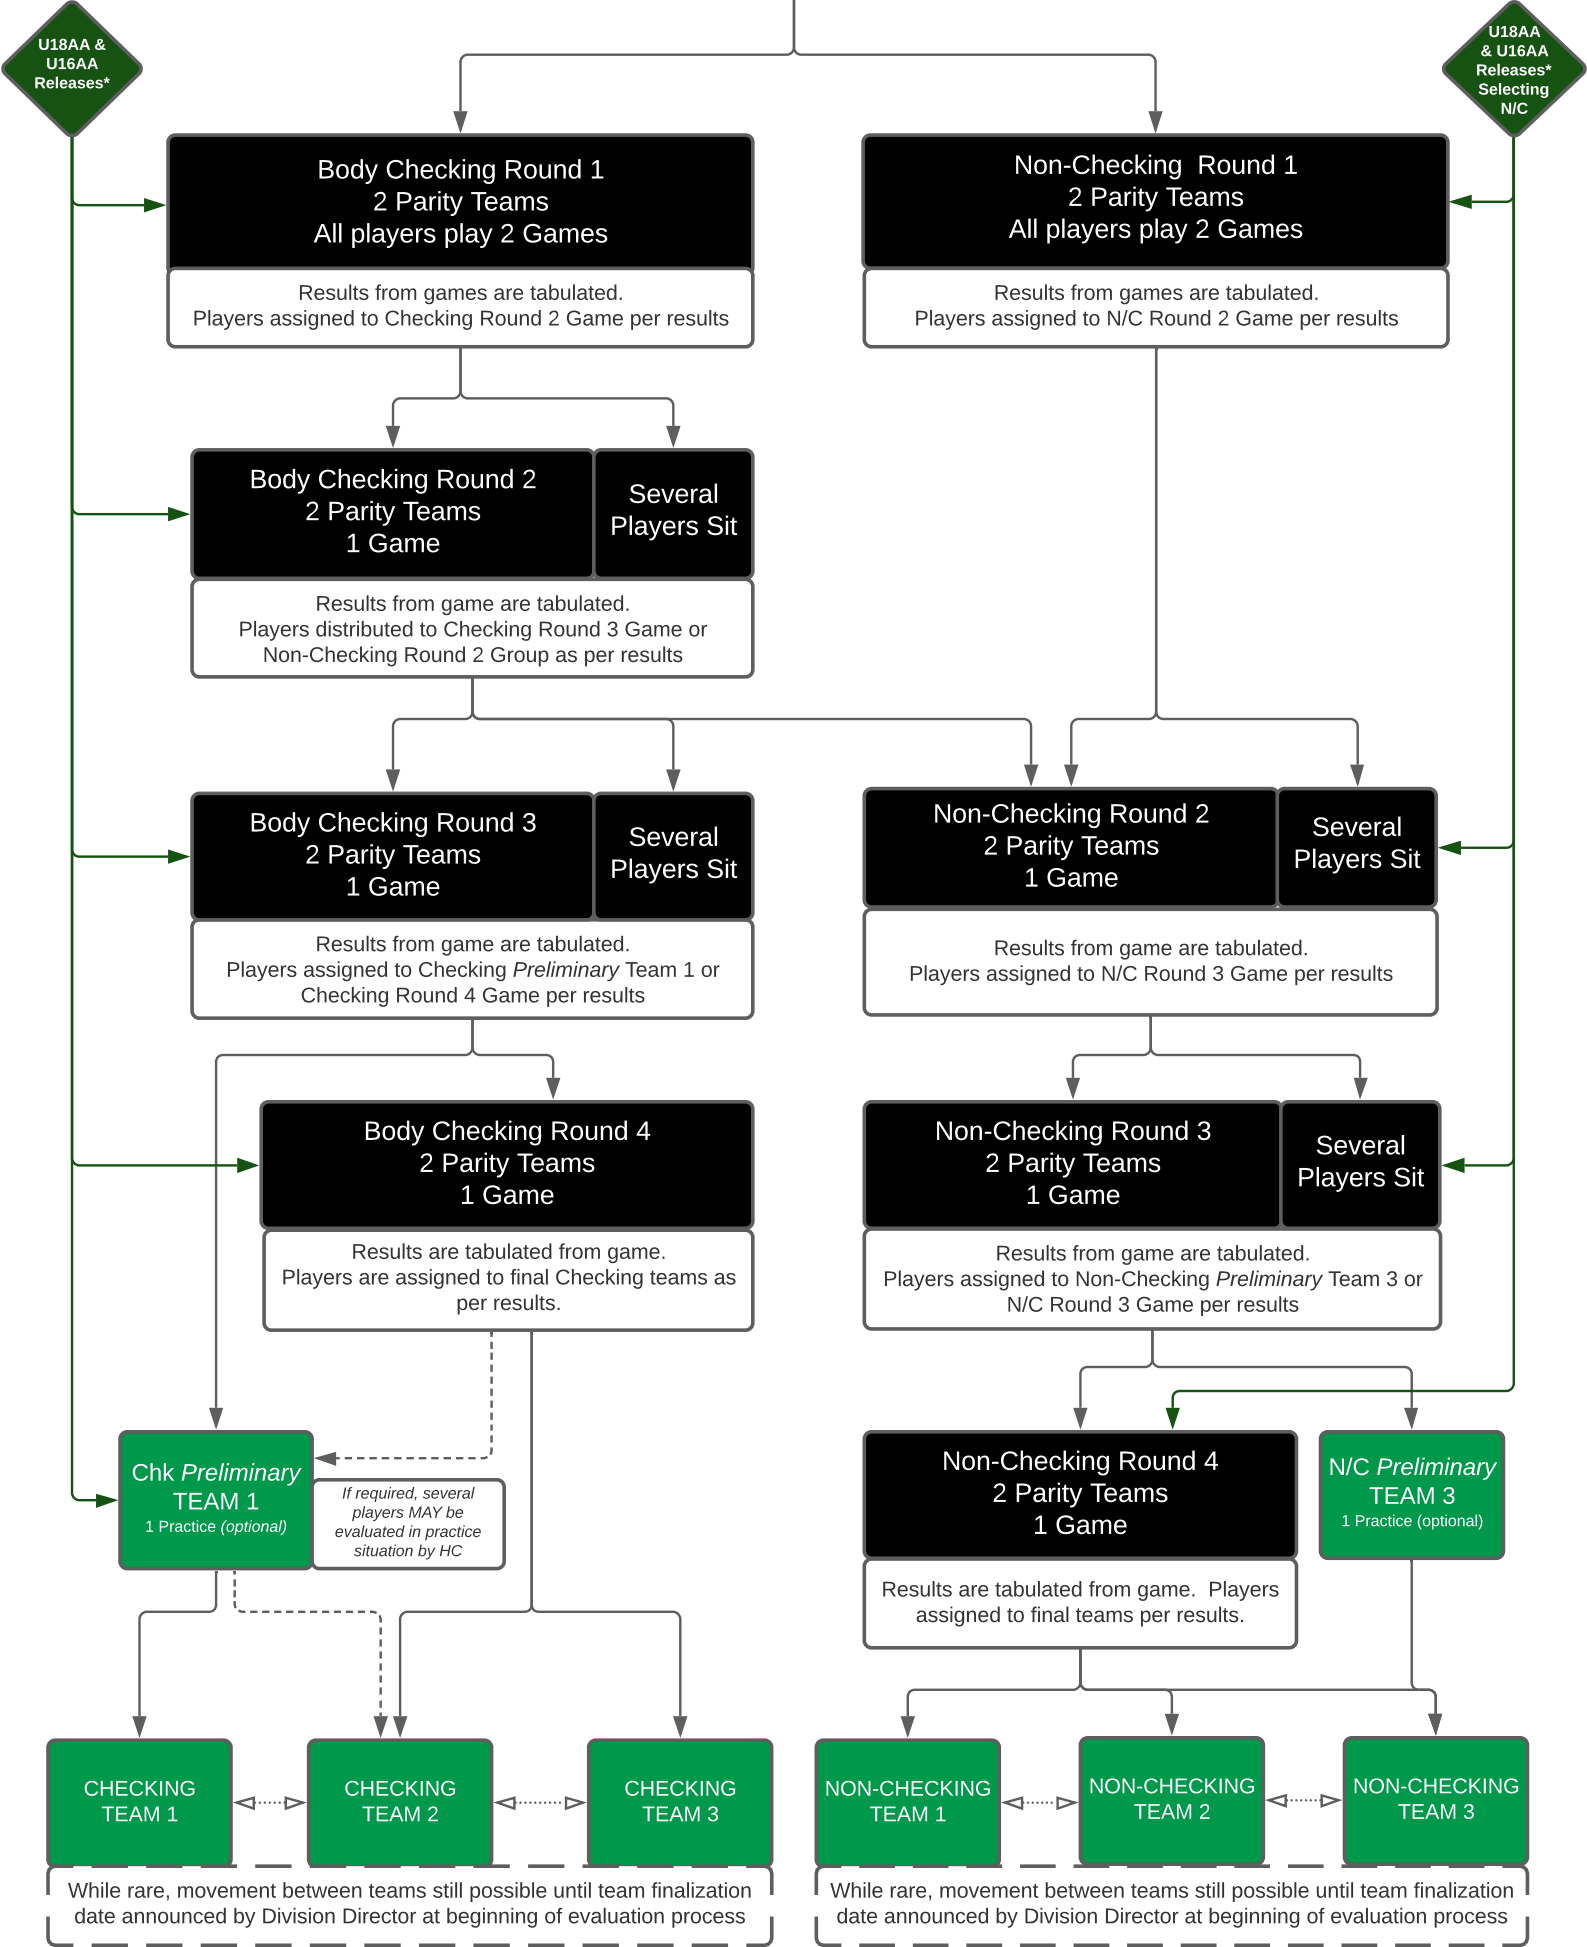 U18AA &
U16AA
Releases*
U18AA
& U16AA
Releases*
Selecting
N/C
Body Checking Round 1
2 Parity Teams
All players play 2 Games
Results from games are tabulated.
Players assigned to Checking Round 2 Game per results
Non-Checking  Round 1
2 Parity Teams
All players play 2 Games
Results from games are tabulated.
Players assigned to N/C Round 2 Game per results
Body Checking Round 2
2 Parity Teams
1 Game
Several
Players Sit
Results from game are tabulated.
Players distributed to Checking Round 3 Game or
Non-Checking Round 2 Group as per results
Body Checking Round 3
2 Parity Teams
1 Game
Several
Players Sit
Results from game are tabulated.
Players assigned to Checking Preliminary Team 1 or
Checking Round 4 Game per results
Non-Checking Round 2
2 Parity Teams
1 Game
Several
Players Sit
Results from game are tabulated.
Players assigned to N/C Round 3 Game per results
Body Checking Round 4
2 Parity Teams
1 Game
Results are tabulated from game.
Players are assigned to final Checking teams as
per results.
Non-Checking Round 3
2 Parity Teams
1 Game
Several
Players Sit
Results from game are tabulated.
Players assigned to Non-Checking Preliminary Team 3 or
N/C Round 3 Game per results
Chk Preliminary
TEAM 1
1 Practice (optional)
If required, several
players MAY be
evaluated in practice
situation by HC
Non-Checking Round 4
2 Parity Teams
1 Game
Results are tabulated from game.  Players
assigned to final teams per results.
N/C Preliminary
TEAM 3
1 Practice (optional)
CHECKING
TEAM 1
CHECKING
TEAM 2
CHECKING
TEAM 3
While rare, movement between teams still possible until team finalization
date announced by Division Director at beginning of evaluation process
NON-CHECKING
TEAM 1
NON-CHECKING
TEAM 2
NON-CHECKING
TEAM 3
While rare, movement between teams still possible until team finalization
date announced by Division Director at beginning of evaluation process